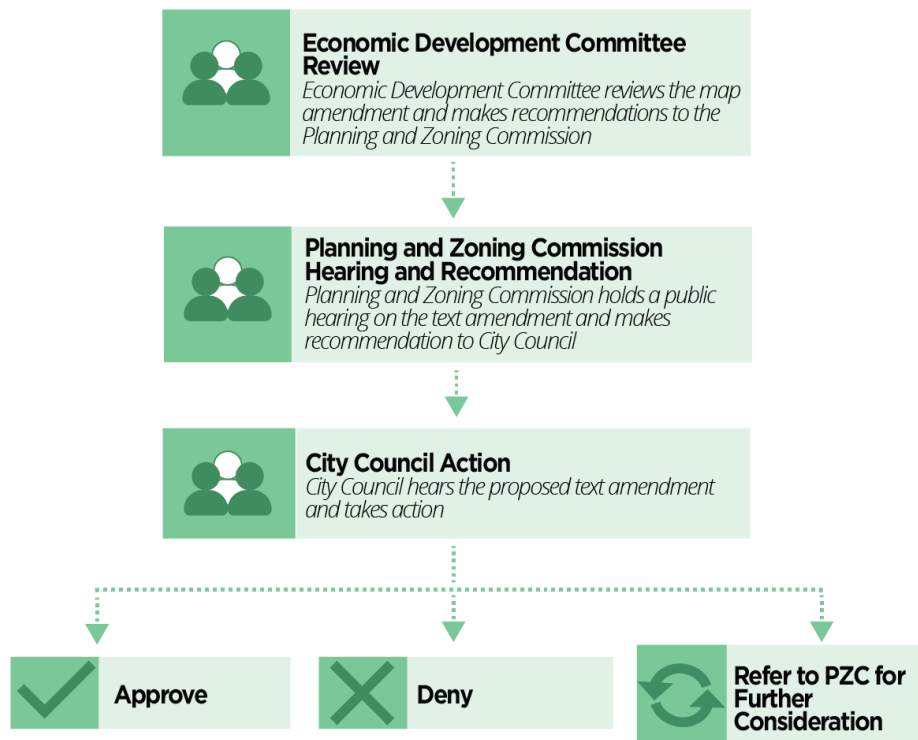 Economic Development Committee
Review
Economic Development Committee reviews the map
amendment and makes recommendations to the
Planning and Zoning Commission
Planning and Zoning Commission
Hearing and Recommendation
Planning and Zoning Commission holds a public
hearing on the text amendment and makes
recommendation to City Council
City Council Action
City Council hears the proposed text amendment
and takes action
Approve
Deny
Refer to PZC for
Further
Consideration